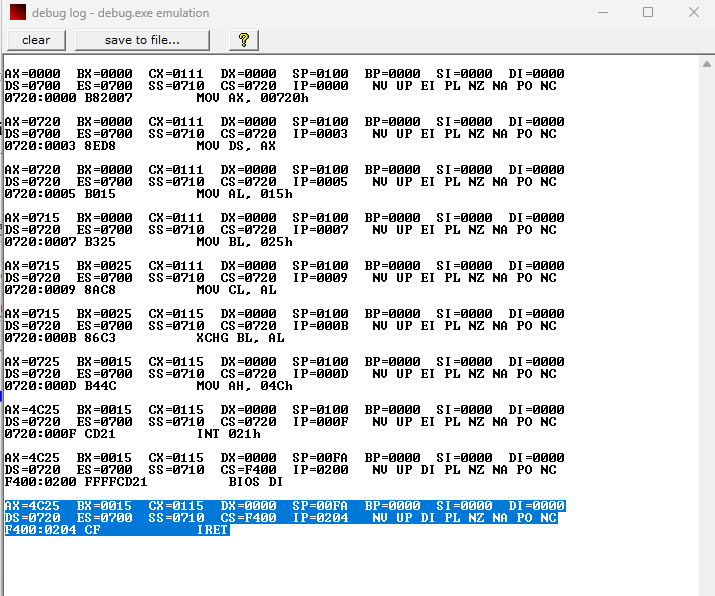 debug log - debug.exe emulation
clear save to file... ?
AX=0000 BX=0000 CX=0111 DX=0000 SP=0100 BP=0000 SI=0000 DI=0000
DS=0700 ES=0700 SS=0710 CS=0720 IP=0000 NV UP EI PL NZ NA PO NC
0720:0000 B82007 MOV AX, 00720h
AX=0720 BX=0000 CX=0111 DX=0000 SP=0100 BP=0000 SI=0000 DI=0000
DS=0700 ES=0700 SS=0710 CS=0720 IP=0003 NV UP EI PL NZ NA PO NC
0720:0003 8ED8 MOV DS, AX
AX=0720 BX=0000 CX=0111 DX=0000 SP=0100 BP=0000 SI=0000 DI=0000
DS=0720 ES=0700 SS=0710 CS=0720 IP=0005 NV UP EI PL NZ NA PO NC
0720:0005 B015 MOV AL, 015h
AX=0715 BX=0000 CX=0111 DX=0000 SP=0100 BP=0000 SI=0000 DI=0000
DS=0720 ES=0700 SS=0710 CS=0720 IP=0007 NV UP EI PL NZ NA PO NC
0720:0007 B325 MOV BL, 025h
AX=0715 BX=0025 CX=0111 DX=0000 SP=0100 BP=0000 SI=0000 DI=0000
DS=0720 ES=0700 SS=0710 CS=0720 IP=0009 NV UP EI PL NZ NA PO NC
0720:0009 8AC8 MOV CL, AL
AX=0715 BX=0025 CX=0115 DX=0000 SP=0100 BP=0000 SI=0000 DI=0000
DS=0720 ES=0700 SS=0710 CS=0720 IP=000B NV UP EI PL NZ NA PO NC
0720:000B 86C3 XCHG BL, AL
AX=0725 BX=0015 CX=0115 DX=0000 SP=0100 BP=0000 SI=0000 DI=0000
DS=0720 ES=0700 SS=0710 CS=0720 IP=000D NV UP EI PL NZ NA PO NC
0720:000D B44C MOV AH, 04Ch
AX=4C25 BX=0015 CX=0115 DX=0000 SP=0100 BP=0000 SI=0000 DI=0000
DS=0720 ES=0700 SS=0710 CS=0720 IP=000F NV UP EI PL NZ NA PO NC
0720:000F CD21 INT 021h
AX=4C25 BX=0015 CX=0115 DX=0000 SP=00FA BP=0000 SI=0000 DI=0000
DS=0720 ES=0700 SS=0710 CS=F400 IP=0200 NV UP DI PL NZ NA PO NC
F400:0200 FFFFCD21 BIOS DI
AX=4C25 BX=0015 CX=0115 DX=0000 SP=00FA BP=0000 SI=0000 DI=0000
DS=0720 ES=0700 SS=0710 CS=F400 IP=0204 NV UP DI PL NZ NA PO NC
F400:0204 CF IRET